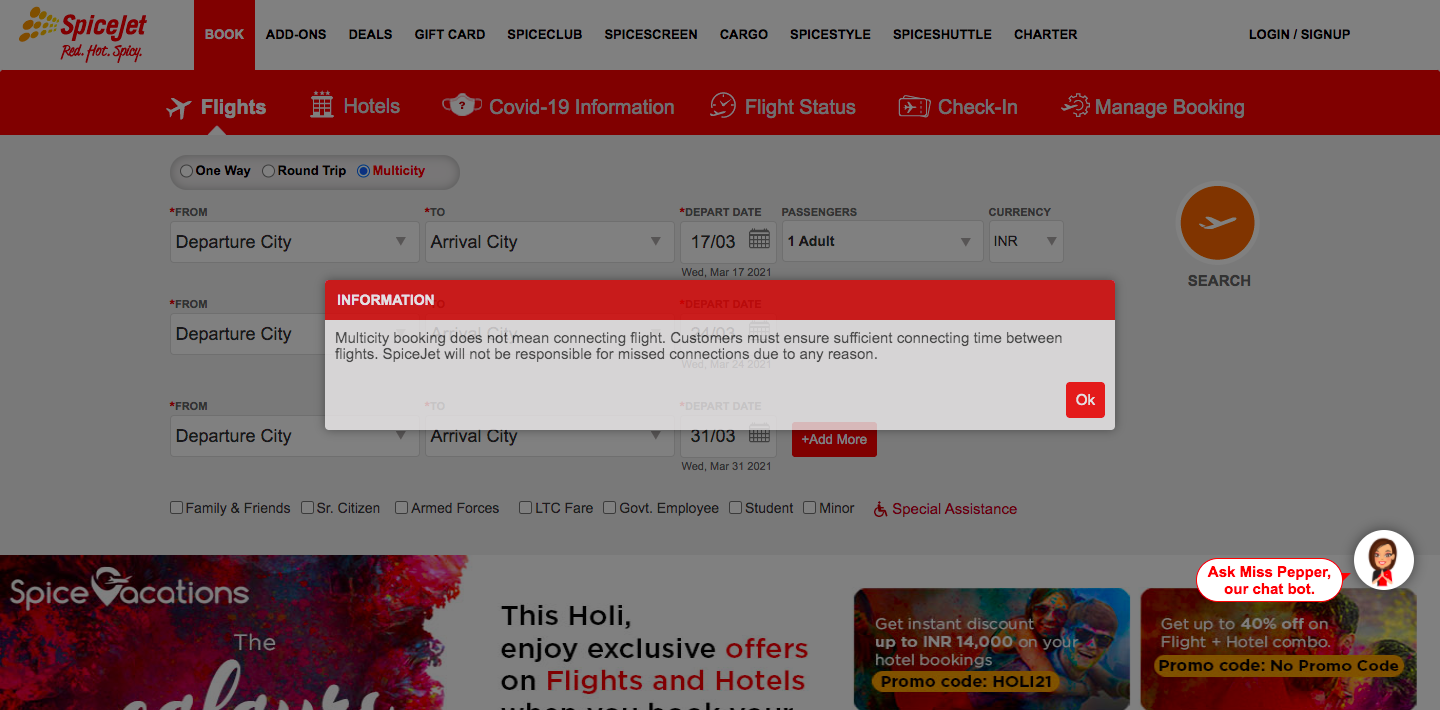 SpiceJet
Red. Hot. Spicy.
BOOK ADD-ONS DEALS GIFT CARD SPICECLUB SPICESCREEN CARGO SPICESTYLE SPICESHUTTLE CHARTER LOGIN / SIGNUP
Flights Hotels Covid-19 Information Flight Status Check-In Manage Booking
One Way Round Trip Multicity
*FROM *TO *DEPART DATE PASSENGERS CURRENCY
Departure City Arrival City 17/03 1 Adult INR
Wed, Mar 17 2021
SEARCH
INFORMATION
Multicity booking does not mean connecting flight. Customers must ensure sufficient connecting time between
flights. SpiceJet will not be responsible for missed connections due to any reason.
Ok
*FROM *TO *DEPART DATE
Departure City Arrival City 24/03
Wed, Mar 24 2021
*FROM *TO *DEPART DATE
Departure City Arrival City 31/03 +Add More
Wed, Mar 31 2021
Family & Friends Sr. Citizen Armed Forces LTC Fare Govt. Employee Student Minor Special Assistance
Ask Miss Pepper,
our chat bot.
SpiceVacations
The
This Holi,
enjoy exclusive offers
on Flights and Hotels
when you book your
Get instant discount
up to INR 14,000 on your
hotel bookings
Promo code: HOLI21
Get up to 40% off on
Flight + Hotel combo.
Promo code: No Promo Code